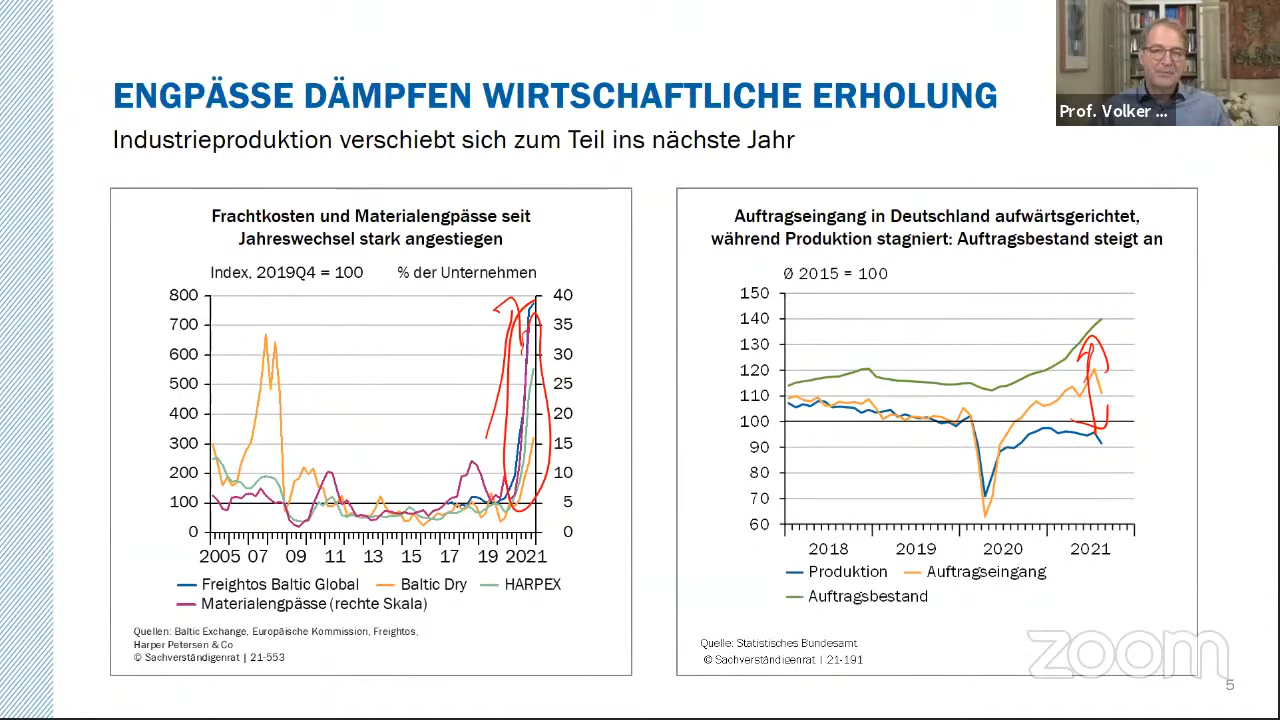 ENGPÄSSE DÄMPFEN WIRTSCHAFTLICHE ERHOLUNG
Industrieproduktion verschiebt sich zum Teil ins nächste Jahr
Prof. Volker ...
Frachtkosten und Materialengpässe seit
Jahreswechsel stark angestiegen
Index, 2019Q4 = 100 % der Unternehmen
800 40
700 35
600 30
500 25
400 20
300 15
200 10
100 5
0 0
2005 07 09 11 13 15 17 19 2021
Freightos Baltic Global Baltic Dry HARPEX
Materialengpässe (rechte Skala)
Quellen: Baltic Exchange, Europäische Kommission, Freightos,
Harper Petersen & Co
© Sachverständigenrat | 21-553
Auftragseingang in Deutschland aufwärtsgerichtet,
während Produktion stagniert: Auftragsbestand steigt an
Ø 2015 = 100
150
140
130
120
110
100
90
80
70
60
2018 2019 2020 2021
Produktion Auftragseingang
Auftragsbestand
Quelle: Statistisches Bundesamt
© Sachverständigenrat | 21-191
zoom
5